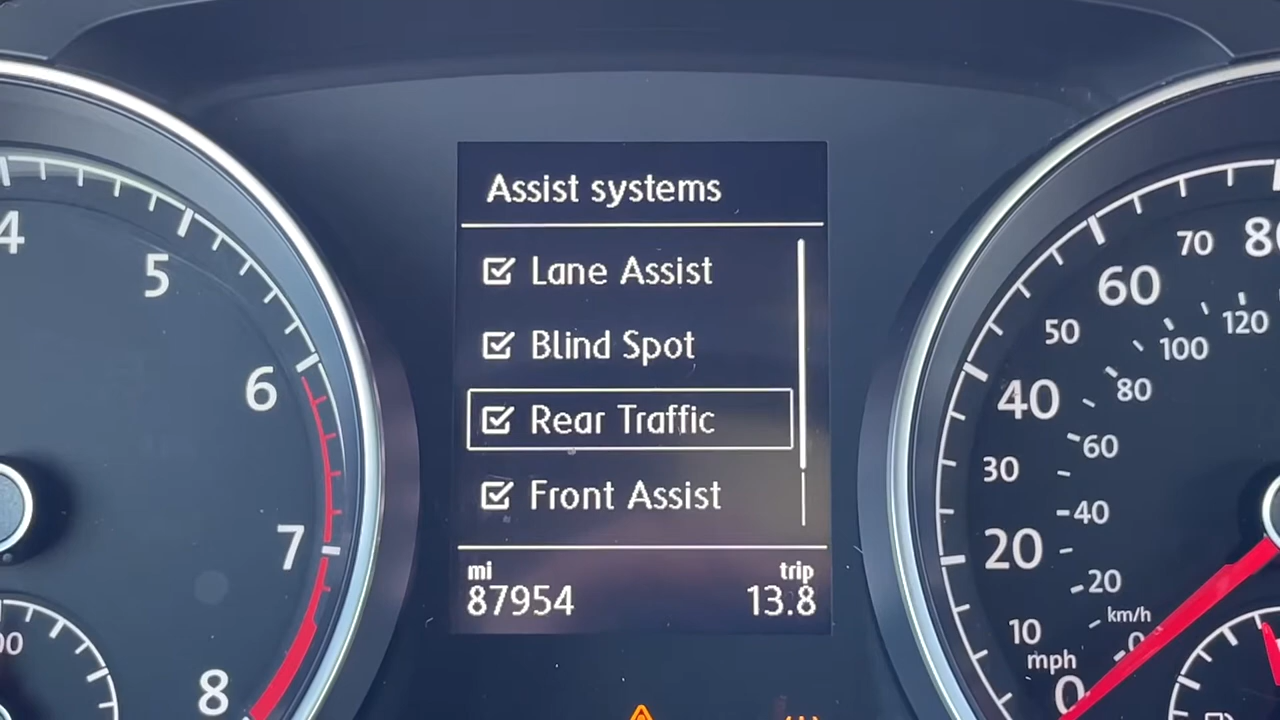 Assist systems
Lane Assist
Blind Spot
Rear Traffic
Front Assist
mi trip
87954 13.8
4
5
6
7
8
70
60
50
40
30
20
10
mph
0
120
100
80
60
40
20
km/h
0